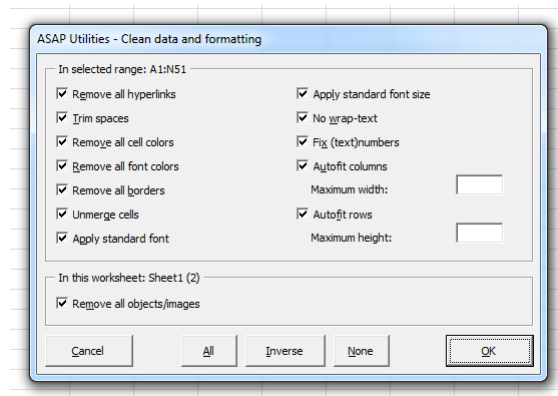 ASAP Utilities - Clean data and formatting
In selected range: A1:N51
Remove all hyperlinks
Trim spaces
Remove all cell colors
Remove all font colors
Remove all borders
Unmerge cells
Apply standard font
Apply standard font size
No wrap-text
Fix (text)numbers
Autofit columns
Maximum width:
Autofit rows
Maximum height:
In this worksheet: Sheet1 (2)
Remove all objects/images
Cancel All Inverse None OK